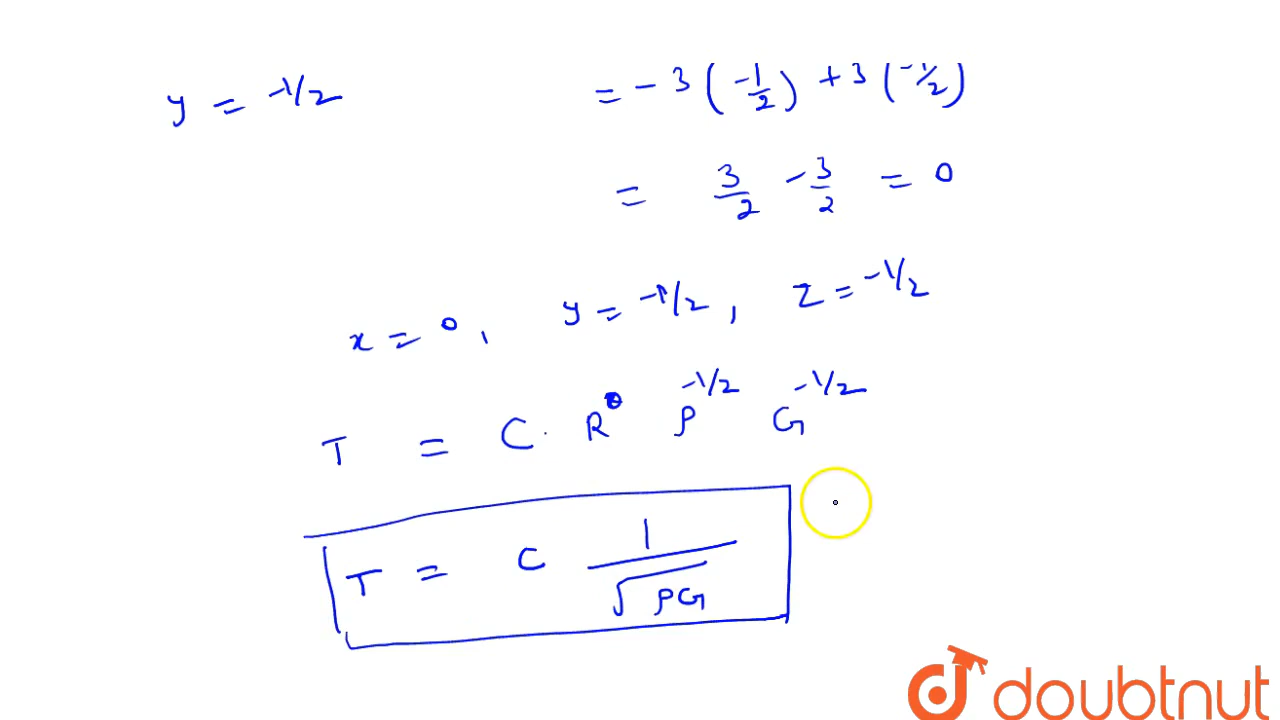 y = -1/2 = -3 (-1/2) + 3 (-1/2)
= 3/2 - 3/2 = 0
x = 0, y = -1/2, z = -1/2
T = C. R⁰ ρ^-1/2 G^-1/2
T = C 1/√ρG
doubtnut